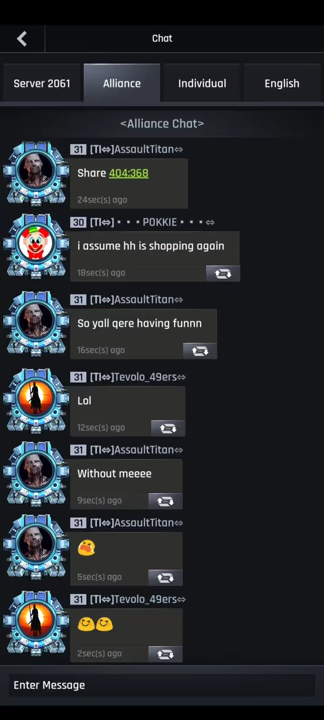 Chat
Server 2061
Alliance
Individual
English
<Alliance Chat>
31 [TI⇔]AssaultTitan⇔
Share 404:368
24sec(s) ago
30 [TI⇔]•••POKKIE•••⇔
i assume hh is shopping again
18sec(s) ago
31 [TI⇔]AssaultTitan⇔
So yall qere having funnn
16sec(s) ago
31 [TI⇔]Tevolo_49ers⇔
Lol
12sec(s) ago
31 [TI⇔]AssaultTitan⇔
Without meeee
9sec(s) ago
31 [TI⇔]AssaultTitan⇔
5sec(s) ago
31 [TI⇔]Tevolo_49ers⇔
2sec(s) ago
Enter Message